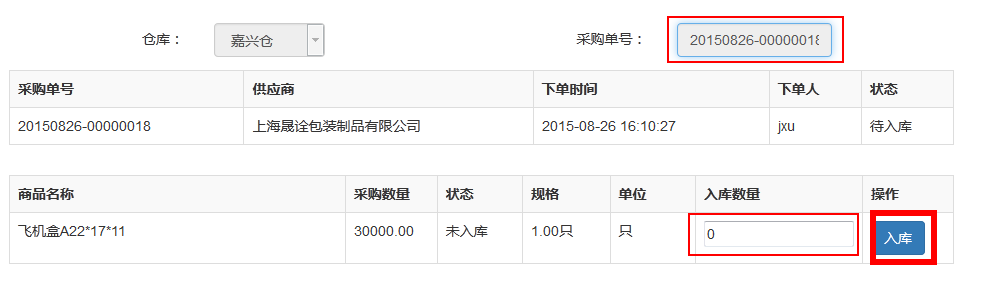 仓库： 嘉兴仓 采购单号： 20150826-00000018
采购单号 供应商 下单时间 下单人 状态
20150826-00000018 上海晟诠包装制品有限公司 2015-08-26 16:10:27 jxu 待入库
商品名称 采购数量 状态 规格 单位 入库数量 操作
飞机盒A22*17*11 30000.00 未入库 1.00只 只 0 入库